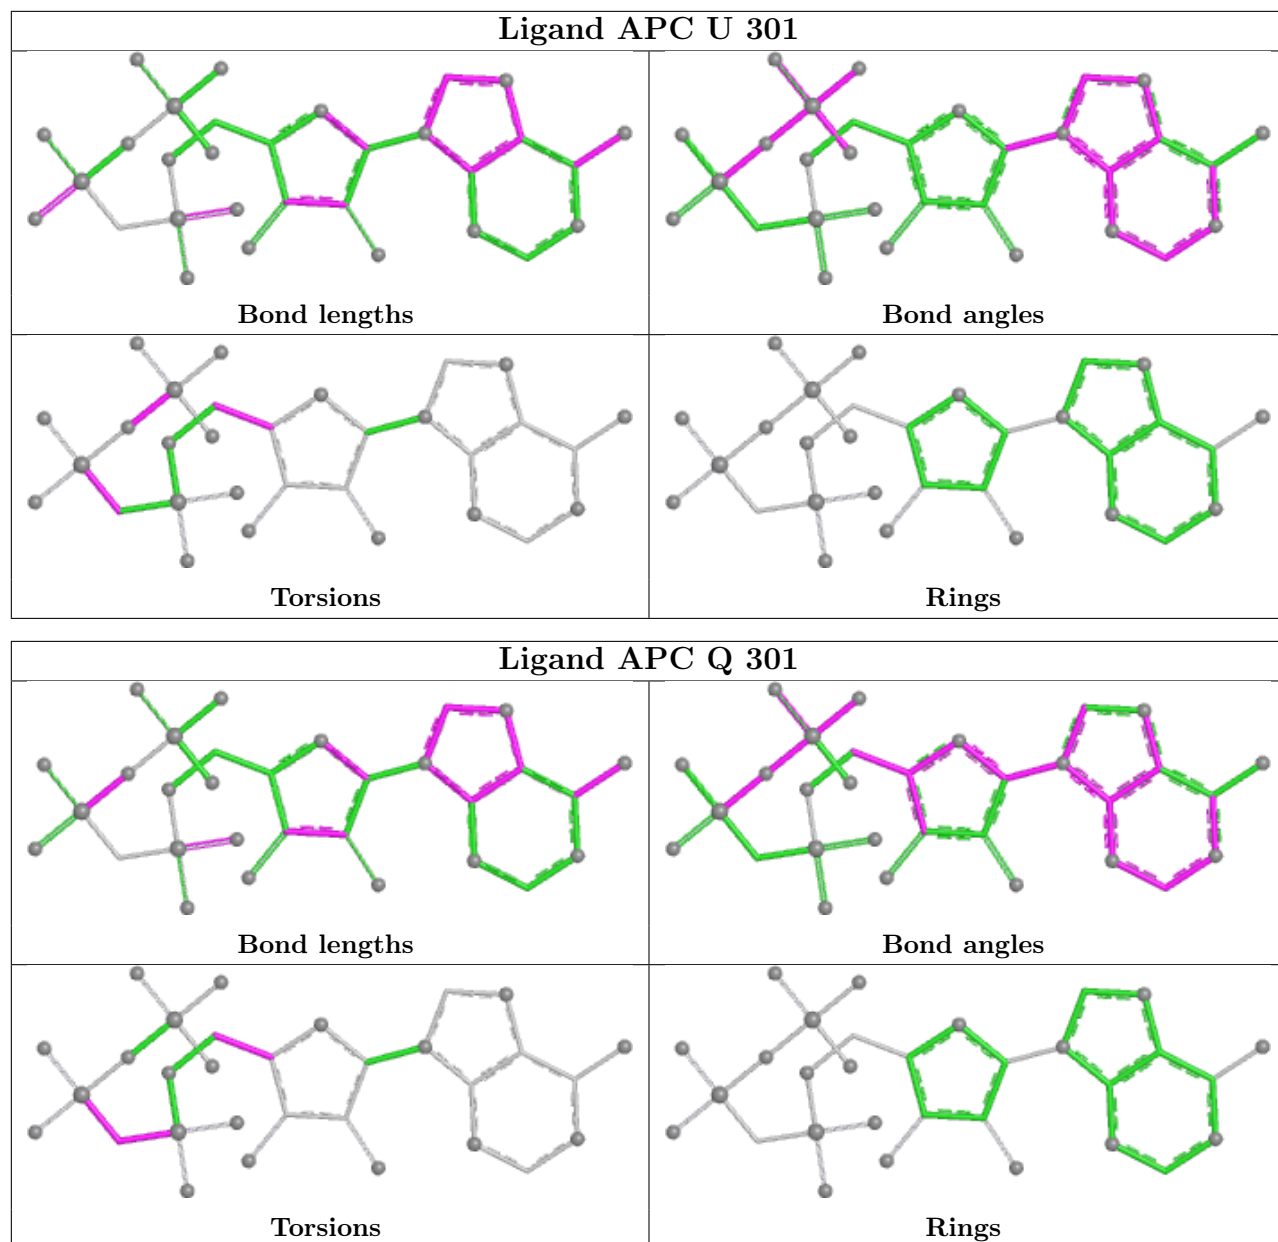 Ligand APC U 301
Bond lengths
Bond angles
Torsions
Rings
Ligand APC Q 301
Bond lengths
Bond angles
Torsions
Rings